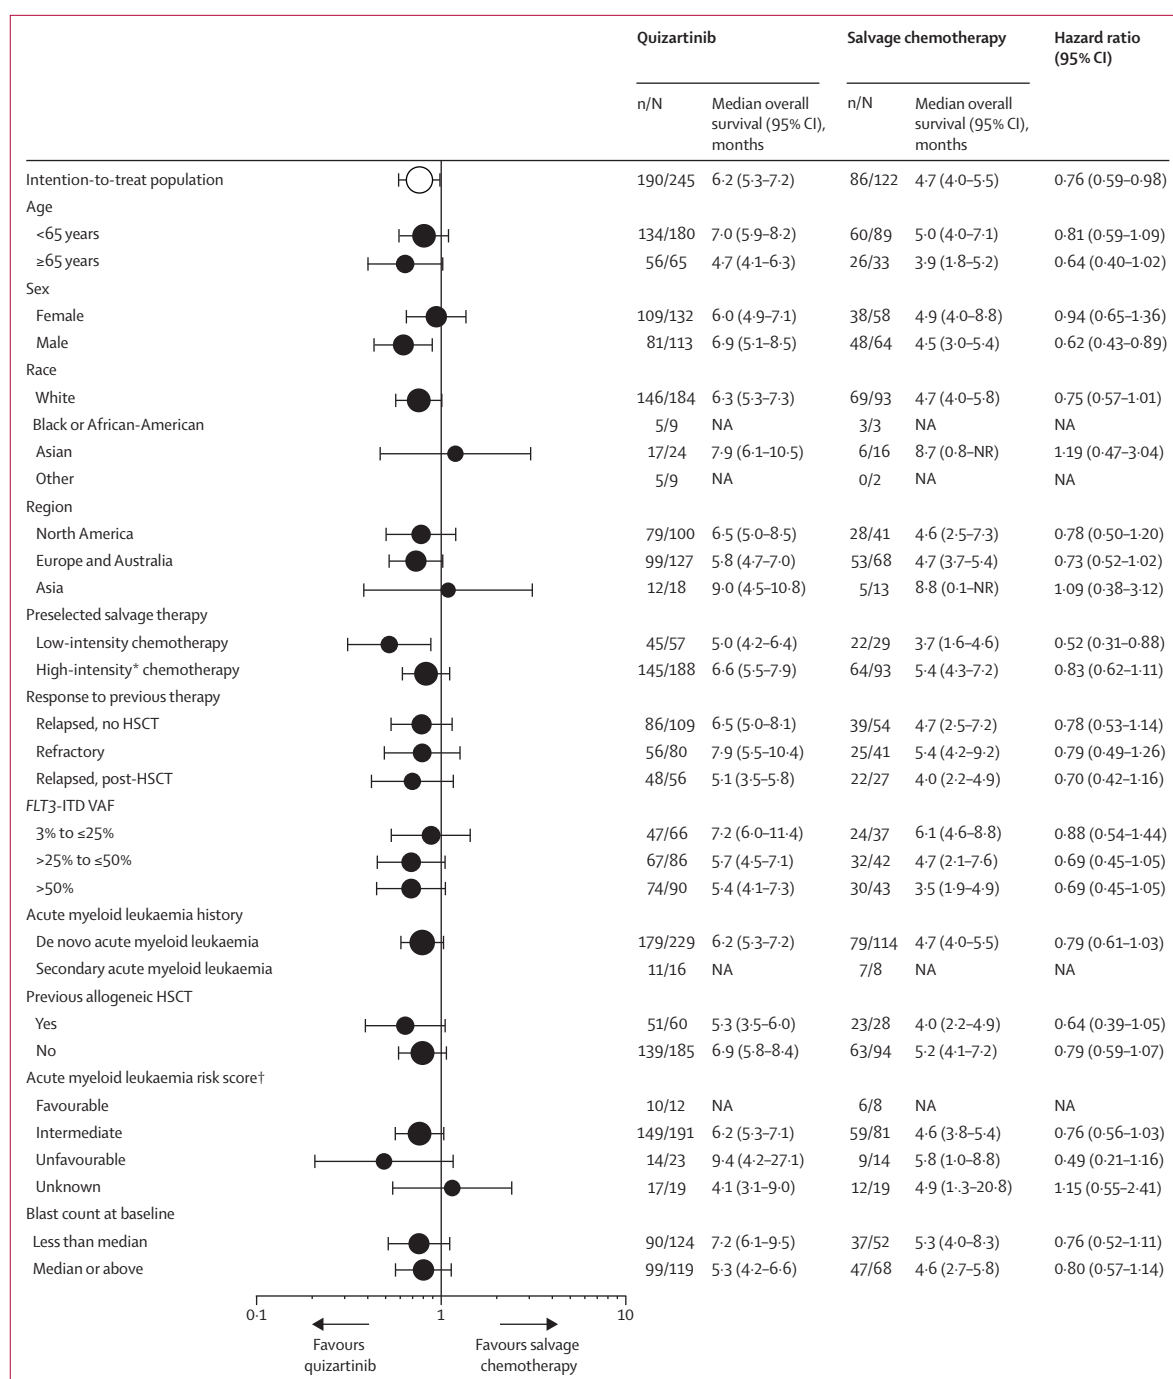 Quizartinib Salvage chemotherapy Hazard ratio
(95% CI)
n/N Median overall n/N Median overall
survival (95% CI), survival (95% CI),
months months
Intention-to-treat population 190/245 6·2 (5·3–7·2) 86/122 4·7 (4·0–5·5) 0·76 (0·59–0·98)
Age
<65 years 134/180 7·0 (5·9–8·2) 60/89 5·0 (4·0–7·1) 0·81 (0·59–1·09)
≥65 years 56/65 4·7 (4·1–6·3) 26/33 3·9 (1·8–5·2) 0·64 (0·40–1·02)
Sex
Female 109/132 6·0 (4·9–7·1) 38/58 4·9 (4·0–8·8) 0·94 (0·65–1·36)
Male 81/113 6·9 (5·1–8·5) 48/64 4·5 (3·0–5·4) 0·62 (0·43–0·89)
Race
White 146/184 6·3 (5·3–7·3) 69/93 4·7 (4·0–5·8) 0·75 (0·57–1·01)
Black or African-American 5/9 NA 3/3 NA NA
Asian 17/24 7·9 (6·1–10·5) 6/16 8·7 (0·8–NR) 1·19 (0·47–3·04)
Other 5/9 NA 0/2 NA NA
Region
North America 79/100 6·5 (5·0–8·5) 28/41 4·6 (2·5–7·3) 0·78 (0·50–1·20)
Europe and Australia 99/127 5·8 (4·7–7·0) 53/68 4·7 (3·7–5·4) 0·73 (0·52–1·02)
Asia 12/18 9·0 (4·5–10·8) 5/13 8·8 (0·1–NR) 1·09 (0·38–3·12)
Preselected salvage therapy
Low-intensity chemotherapy 45/57 5·0 (4·2–6·4) 22/29 3·7 (1·6–4·6) 0·52 (0·31–0·88)
High-intensity* chemotherapy 145/188 6·6 (5·5–7·9) 64/93 5·4 (4·3–7·2) 0·83 (0·62–1·11)
Response to previous therapy
Relapsed, no HSCT 86/109 6·5 (5·0–8·1) 39/54 4·7 (2·5–7·2) 0·78 (0·53–1·14)
Refractory 56/80 7·9 (5·5–10·4) 25/41 5·4 (4·2–9·2) 0·79 (0·49–1·26)
Relapsed, post-HSCT 48/56 5·1 (3·5–5·8) 22/27 4·0 (2·2–4·9) 0·70 (0·42–1·16)
FLT3-ITD VAF
3% to ≤25% 47/66 7·2 (6·0–11·4) 24/37 6·1 (4·6–8·8) 0·88 (0·54–1·44)
>25% to ≤50% 67/86 5·7 (4·5–7·1) 32/42 4·7 (2·1–7·6) 0·69 (0·45–1·05)
>50% 74/90 5·4 (4·1–7·3) 30/43 3·5 (1·9–4·9) 0·69 (0·45–1·05)
Acute myeloid leukaemia history
De novo acute myeloid leukaemia 179/229 6·2 (5·3–7·2) 79/114 4·7 (4·0–5·5) 0·79 (0·61–1·03)
Secondary acute myeloid leukaemia 11/16 NA 7/8 NA NA
Previous allogeneic HSCT
Yes 51/60 5·3 (3·5–6·0) 23/28 4·0 (2·2–4·9) 0·64 (0·39–1·05)
No 139/185 6·9 (5·8–8·4) 63/94 5·2 (4·1–7·2) 0·79 (0·59–1·07)
Acute myeloid leukaemia risk score†
Favourable 10/12 NA 6/8 NA NA
Intermediate 149/191 6·2 (5·3–7·1) 59/81 4·6 (3·8–5·4) 0·76 (0·56–1·03)
Unfavourable 14/23 9·4 (4·2–27·1) 9/14 5·8 (1·0–8·8) 0·49 (0·21–1·16)
Unknown 17/19 4·1 (3·1–9·0) 12/19 4·9 (1·3–20·8) 1·15 (0·55–2·41)
Blast count at baseline
Less than median 90/124 7·2 (6·1–9·5) 37/52 5·3 (4·0–8·3) 0·76 (0·52–1·11)
Median or above 99/119 5·3 (4·2–6·6) 47/68 4·6 (2·7–5·8) 0·80 (0·57–1·14)
0·1 1 10
Favours Favours salvage
quizartinib chemotherapy